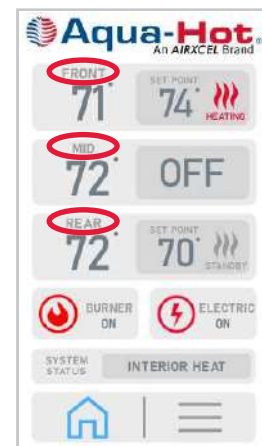 Aqua-Hot
An AIRXCEL Brand
FRONT
71°
SET POINT
74°
HEATING
MID
72°
OFF
REAR
72°
SET POINT
70°
STANDBY
BURNER
ON
ELECTRIC
ON
SYSTEM
STATUS
INTERIOR HEAT